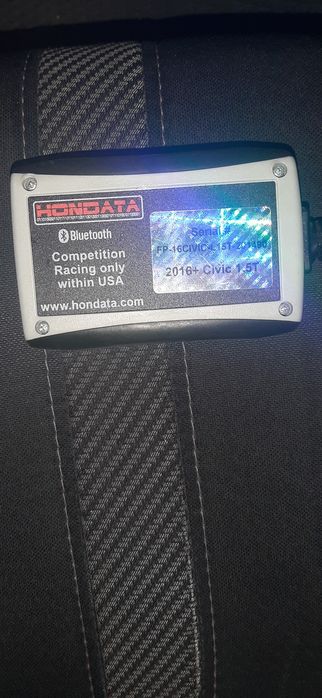 HONDATA
Bluetooth
Competition
Racing only
within USA
www.hondata.com
Serial #
2016+ Civic 1.5T